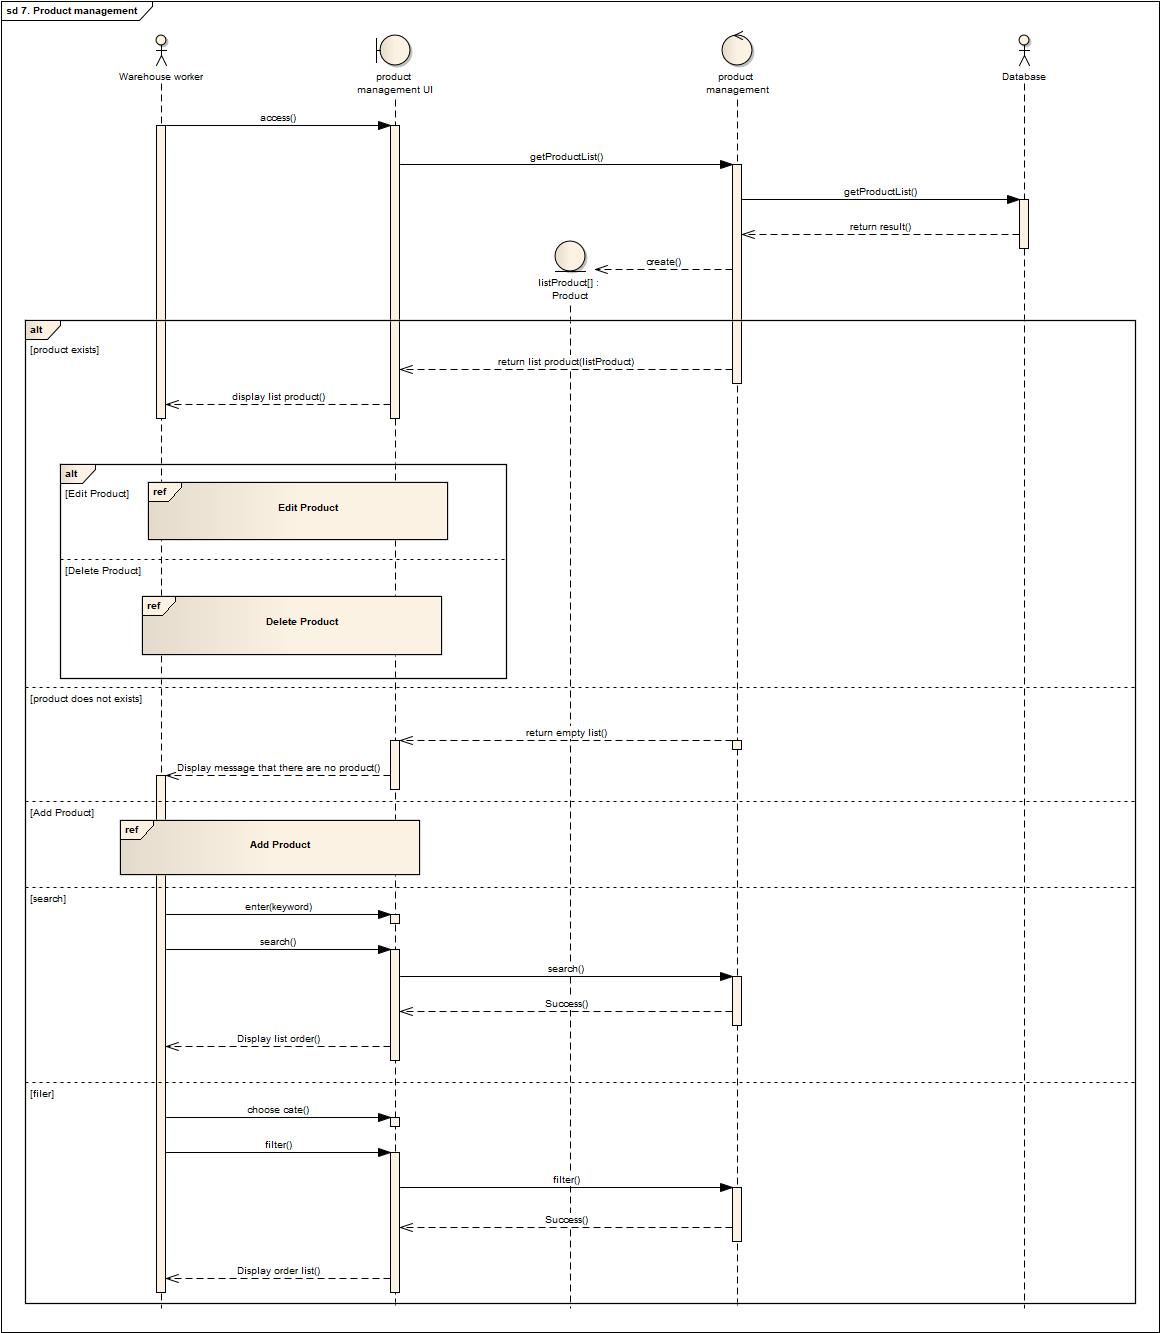 sd 7. Product management
Warehouse worker
product
management UI
product
management
Database
access()
getProductList()
getProductList()
return result()
create()
listProduct[] :
Product
alt
[product exists]
return list product(listProduct)
display list product()
alt
[Edit Product]
ref
Edit Product
[Delete Product]
ref
Delete Product
[product does not exists]
return empty list()
Display message that there are no product()
[Add Product]
ref
Add Product
[search]
enter(keyword)
search()
search()
Success()
Display list order()
[filer]
choose cate()
filter()
filter()
Success()
Display order list()